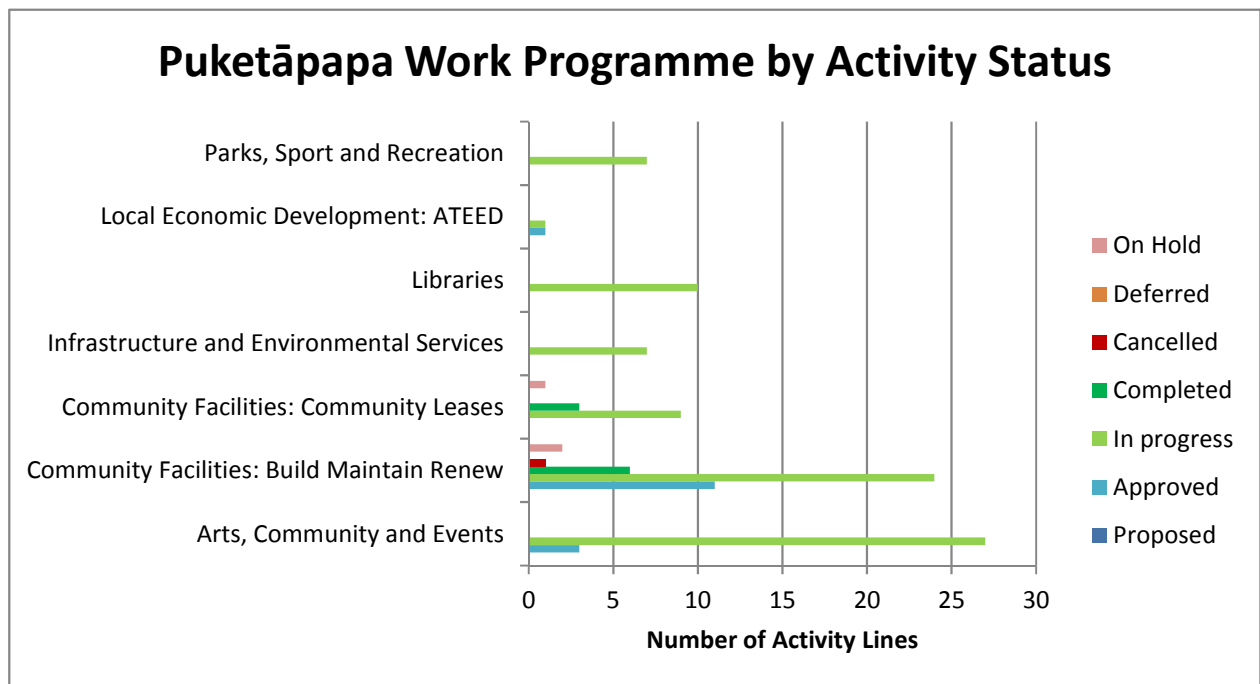 Puketāpapa Work Programme by Activity Status
Parks, Sport and Recreation
Local Economic Development: ATEED
Libraries
Infrastructure and Environmental Services
Community Facilities: Community Leases
Community Facilities: Build Maintain Renew
Arts, Community and Events
0 5 10 15 20 25 30
Number of Activity Lines
On Hold
Deferred
Cancelled
Completed
In progress
Approved
Proposed